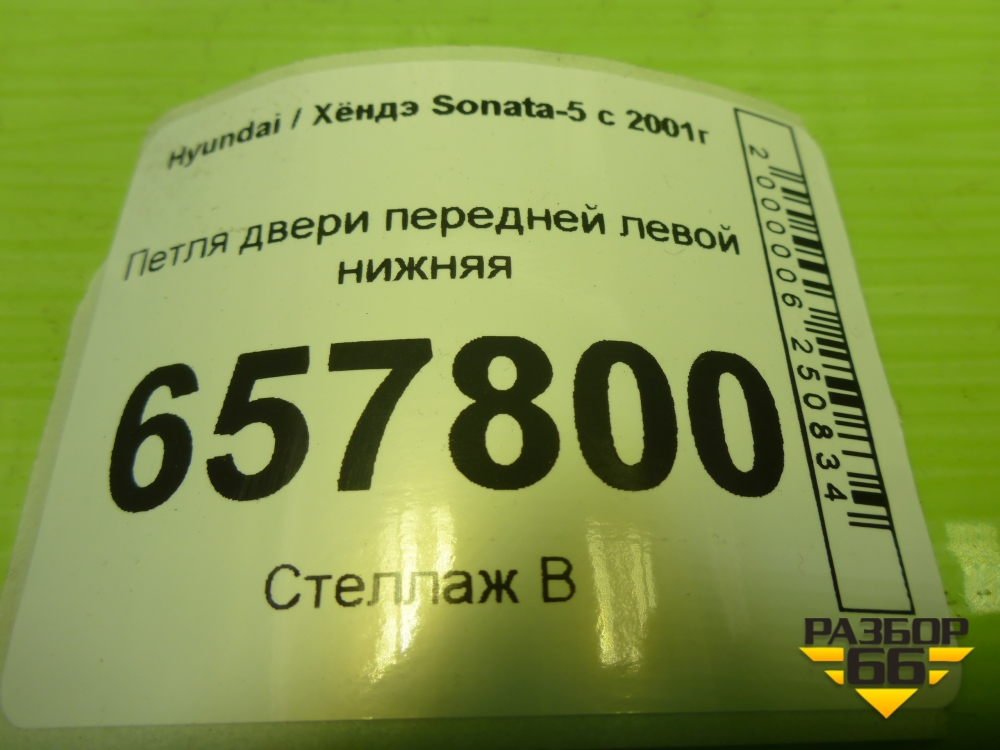 Hyundai / Хёндэ Sonata-5 с 2001г
Петля двери передней левой
нижняя
657800
Стеллаж В
2000006250834
РАЗБОР
66